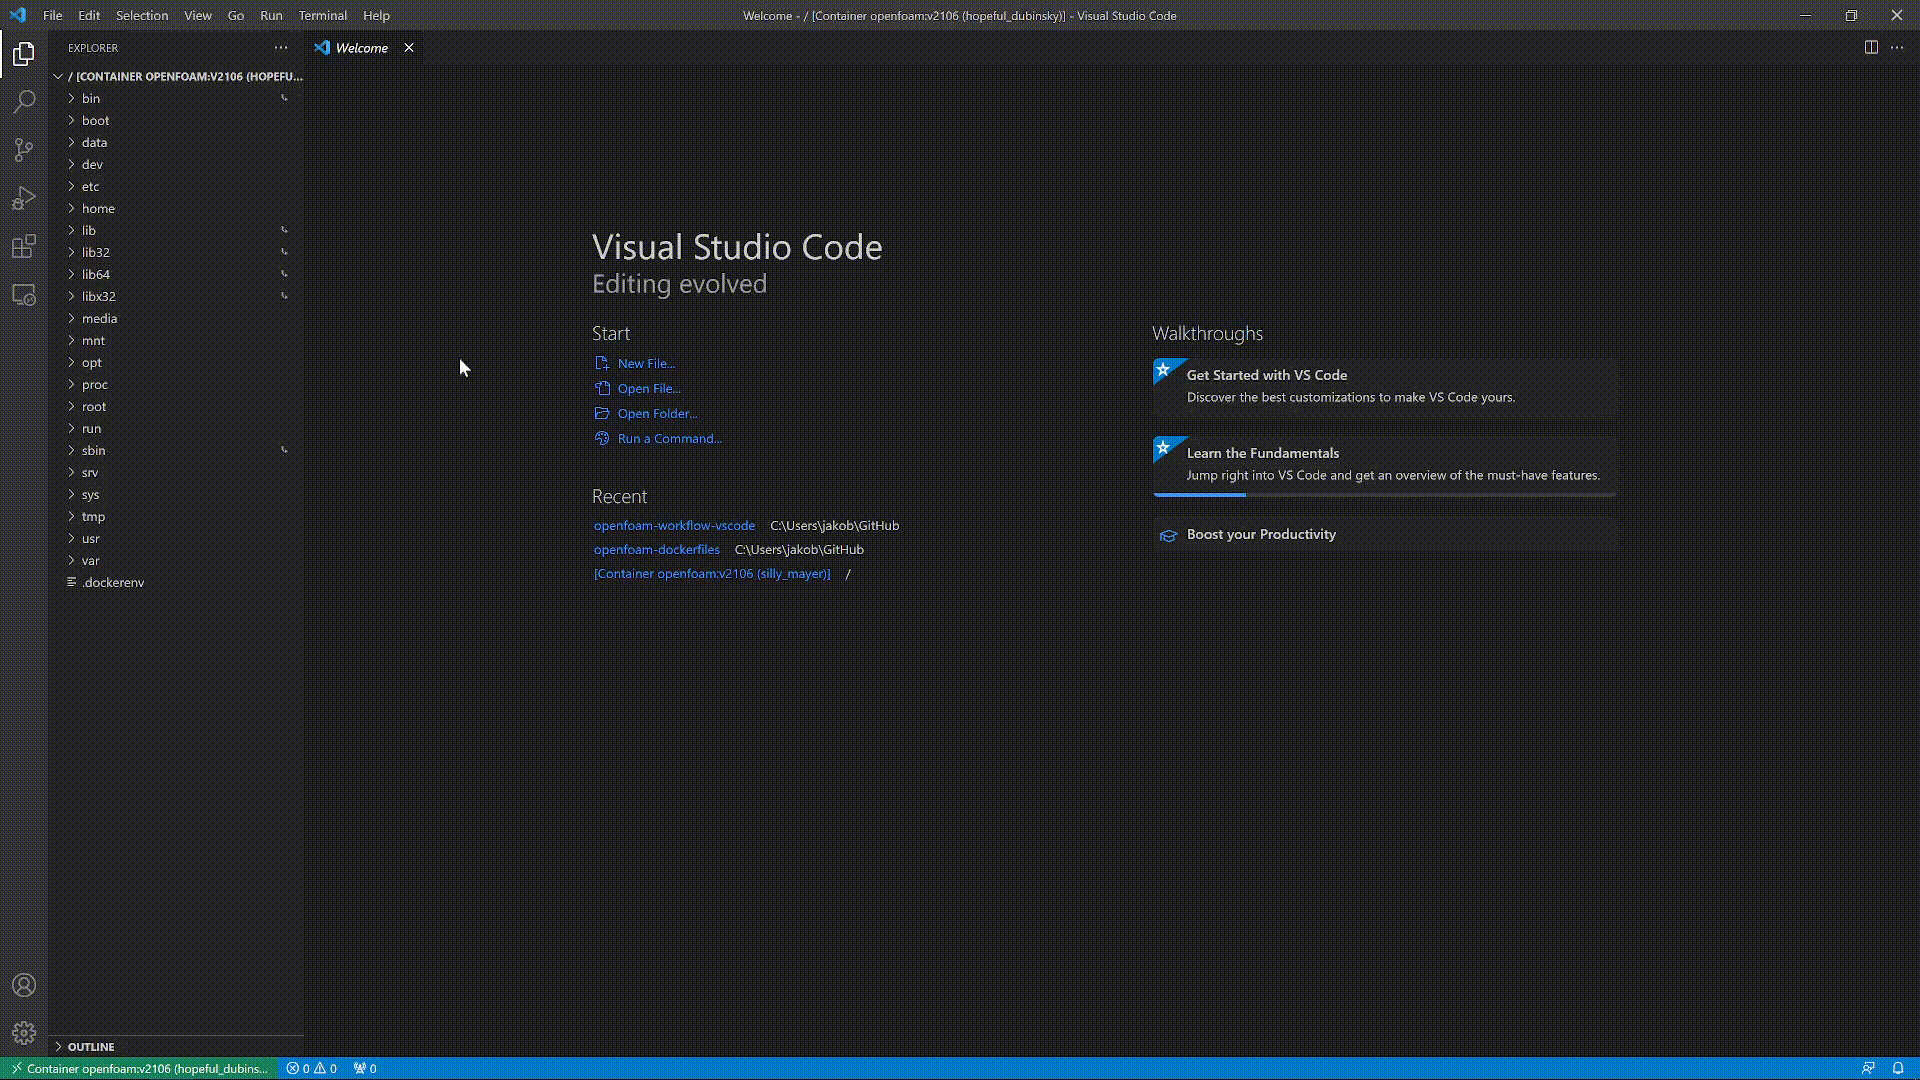 File Edit Selection View Go Run Terminal Help
Welcome - / [Container openfoam:v2106 (hopeful_dubinsky)] - Visual Studio Code
EXPLORER
Welcome
/ [CONTAINER OPENFOAM:V2106 (HOPEFU...
bin
boot
data
dev
etc
home
lib
lib32
lib64
libx32
media
mnt
opt
proc
root
run
sbin
srv
sys
tmp
usr
var
.dockerenv
OUTLINE
Visual Studio Code
Editing evolved
Start
New File...
Open File...
Open Folder...
Run a Command...
Recent
openfoam-workflow-vscode C:\Users\jakob\GitHub
openfoam-dockerfiles C:\Users\jakob\GitHub
[Container openfoam:v2106 (silly_mayer)] /
Walkthroughs
Get Started with VS Code
Discover the best customizations to make VS Code yours.
Learn the Fundamentals
Jump right into VS Code and get an overview of the must-have features.
Boost your Productivity
Container openfoam:v2106 (hopeful_dubins... 0 0 0